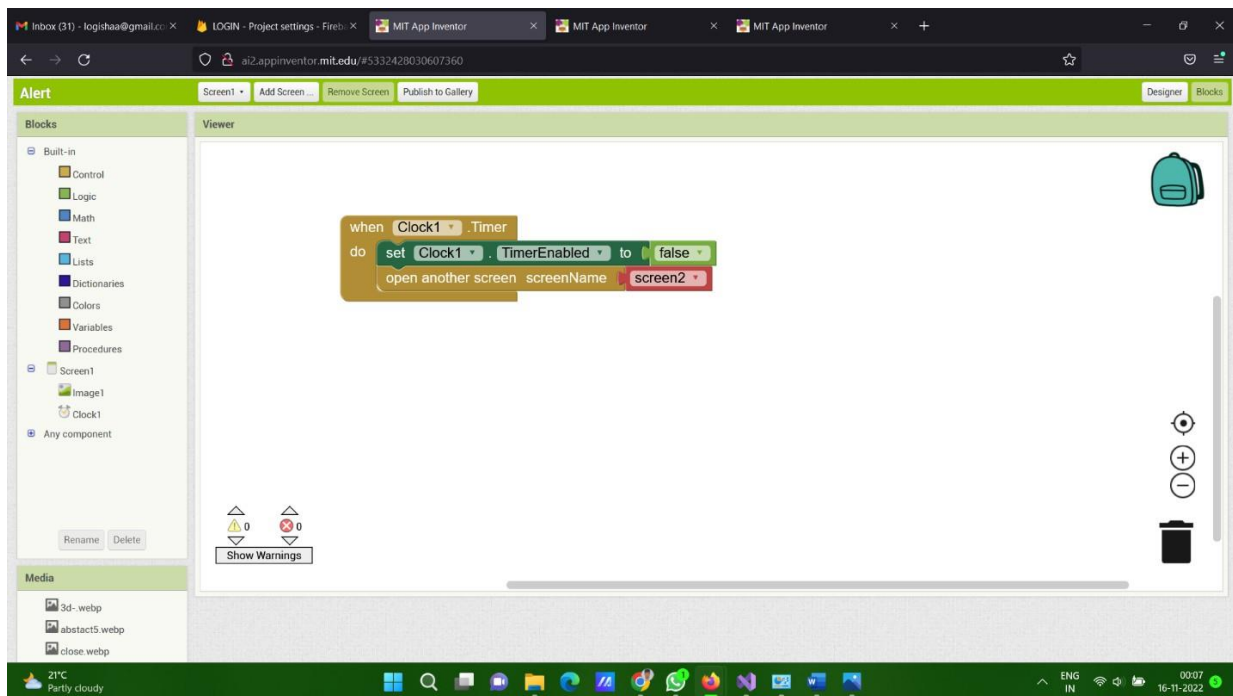 Inbox (31) - logishaa@gmail.co
LOGIN - Project settings - Fireb
MIT App Inventor
MIT App Inventor
MIT App Inventor
ai2.appinventor.mit.edu/#5332428030607360
Alert
Screen1
Add Screen ...
Remove Screen
Publish to Gallery
Designer
Blocks
Blocks
Viewer
Built-in
Control
Logic
Math
Text
Lists
Dictionaries
Colors
Variables
Procedures
Screen1
Image1
Clock1
Any component
Rename
Delete
when Clock1 .Timer
do set Clock1 . TimerEnabled to false
open another screen screenName screen2
0 0
Show Warnings
Media
3d-.webp
abstact5.webp
close.webp
21°C
Partly cloudy
ENG
IN
00:07
16-11-2022
5